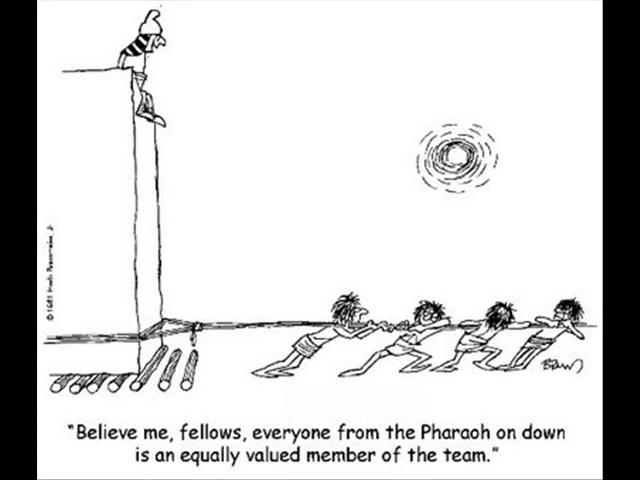 "Believe me, fellows, everyone from the Pharaoh on down
is an equally valued member of the team."